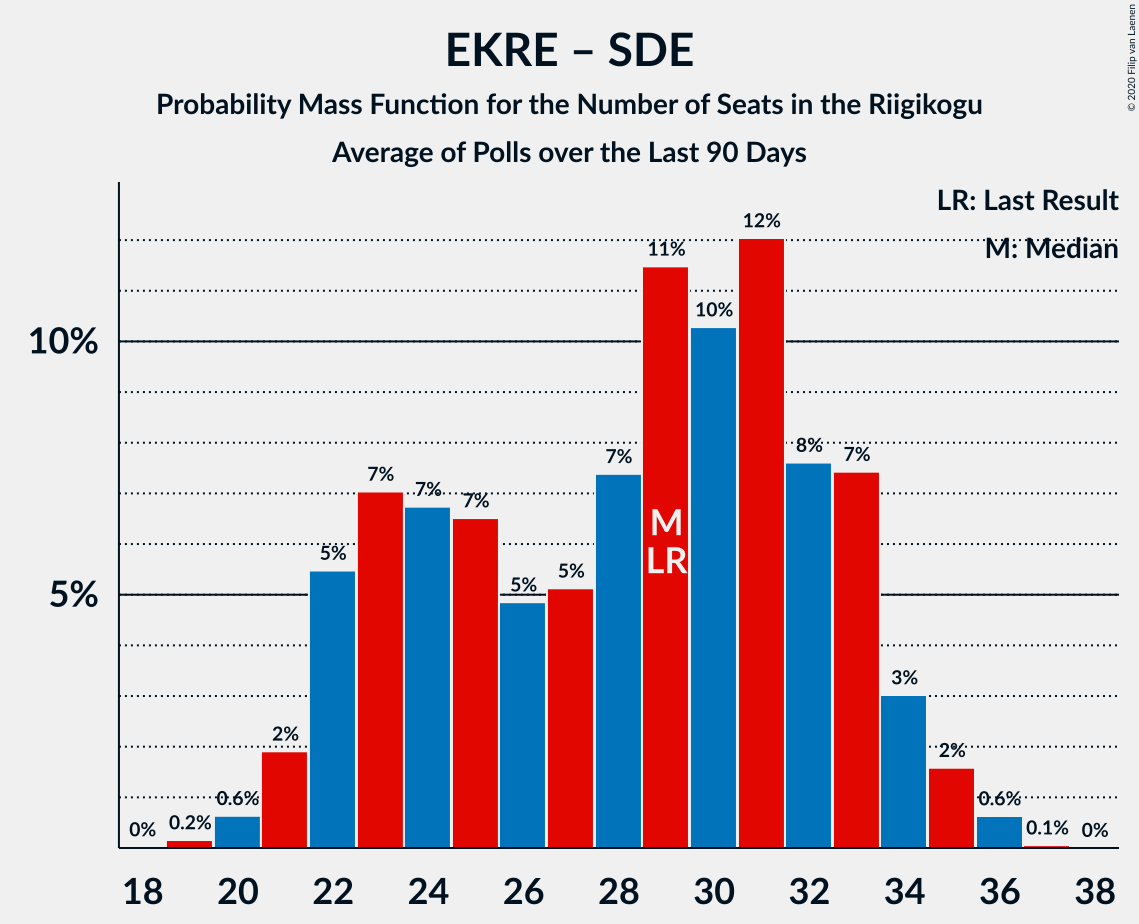 EKRE – SDE
Probability Mass Function for the Number of Seats in the Riigikogu
Average of Polls over the Last 90 Days
© 2020 Filip van Laenen
LR: Last Result
M: Median
10%
5%
0%
0.2%
0.6%
2%
5%
7%
7%
7%
5%
5%
7%
11%
10%
12%
8%
7%
3%
2%
0.6%
0.1%
0%
M
LR
18 20 22 24 26 28 30 32 34 36 38